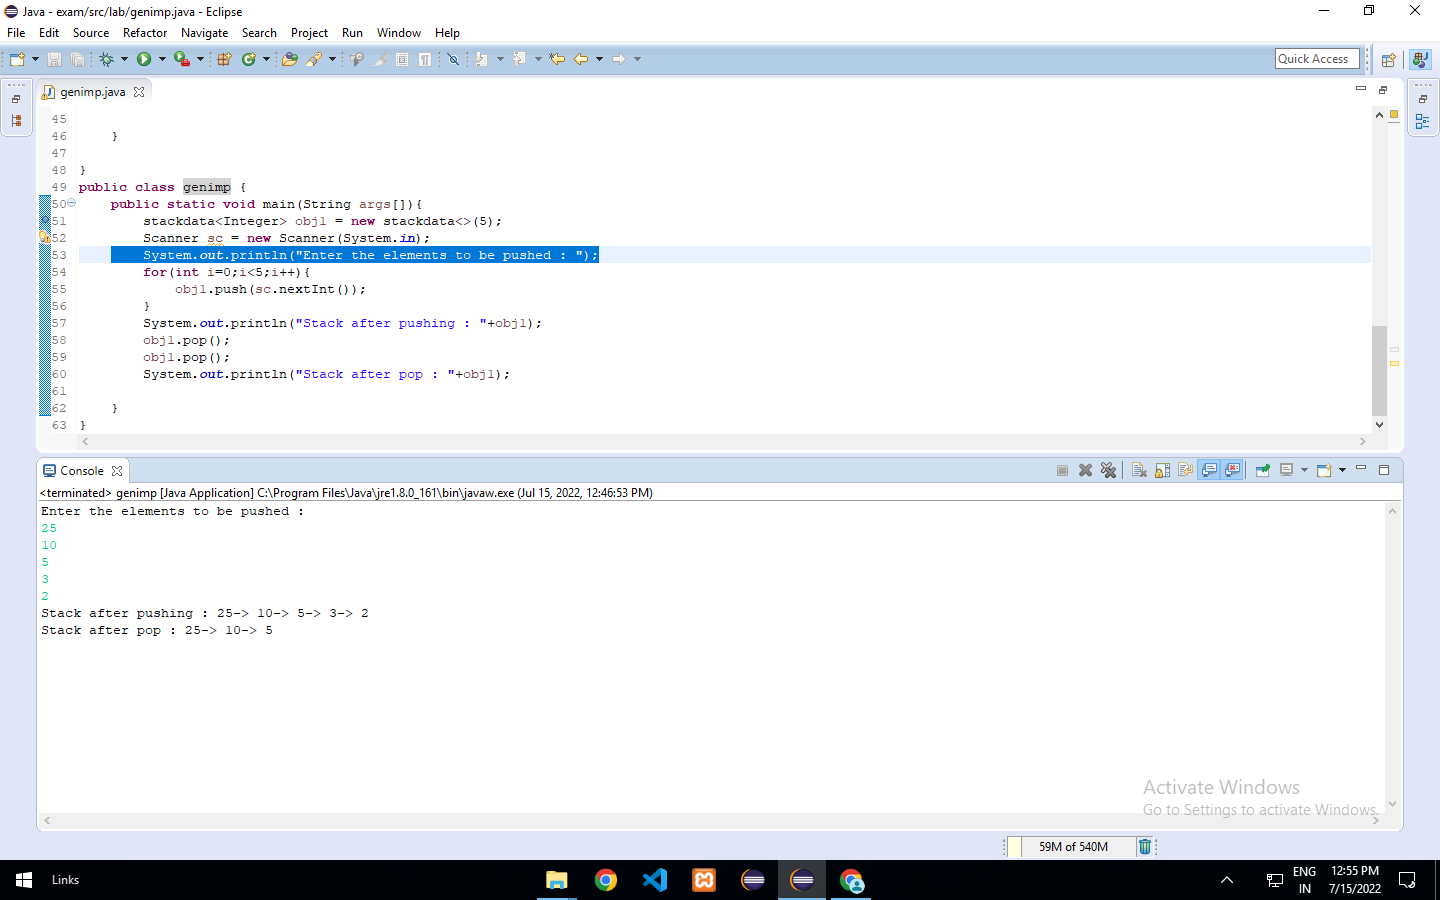 Java - exam/src/lab/genimp.java - Eclipse
File Edit Source Refactor Navigate Search Project Run Window Help
Quick Access
genimp.java
45
46 }
47
48 }
49 public class genimp {
50 public static void main(String args[]){
51 stackdata<Integer> obj1 = new stackdata<>(5);
52 Scanner sc = new Scanner(System.in);
53 System.out.println("Enter the elements to be pushed : ");
54 for(int i=0;i<5;i++){
55 obj1.push(sc.nextInt());
56 }
57 System.out.println("Stack after pushing : "+obj1);
58 obj1.pop();
59 obj1.pop();
60 System.out.println("Stack after pop : "+obj1);
61
62 }
63 }
Console
<terminated> genimp [Java Application] C:\Program Files\Java\jre1.8.0_161\bin\javaw.exe (Jul 15, 2022, 12:46:53 PM)
Enter the elements to be pushed :
25
10
5
3
2
Stack after pushing : 25-> 10-> 5-> 3-> 2
Stack after pop : 25-> 10-> 5
Activate Windows
Go to Settings to activate Windows.
59M of 540M
Links
ENG
IN
12:55 PM
7/15/2022